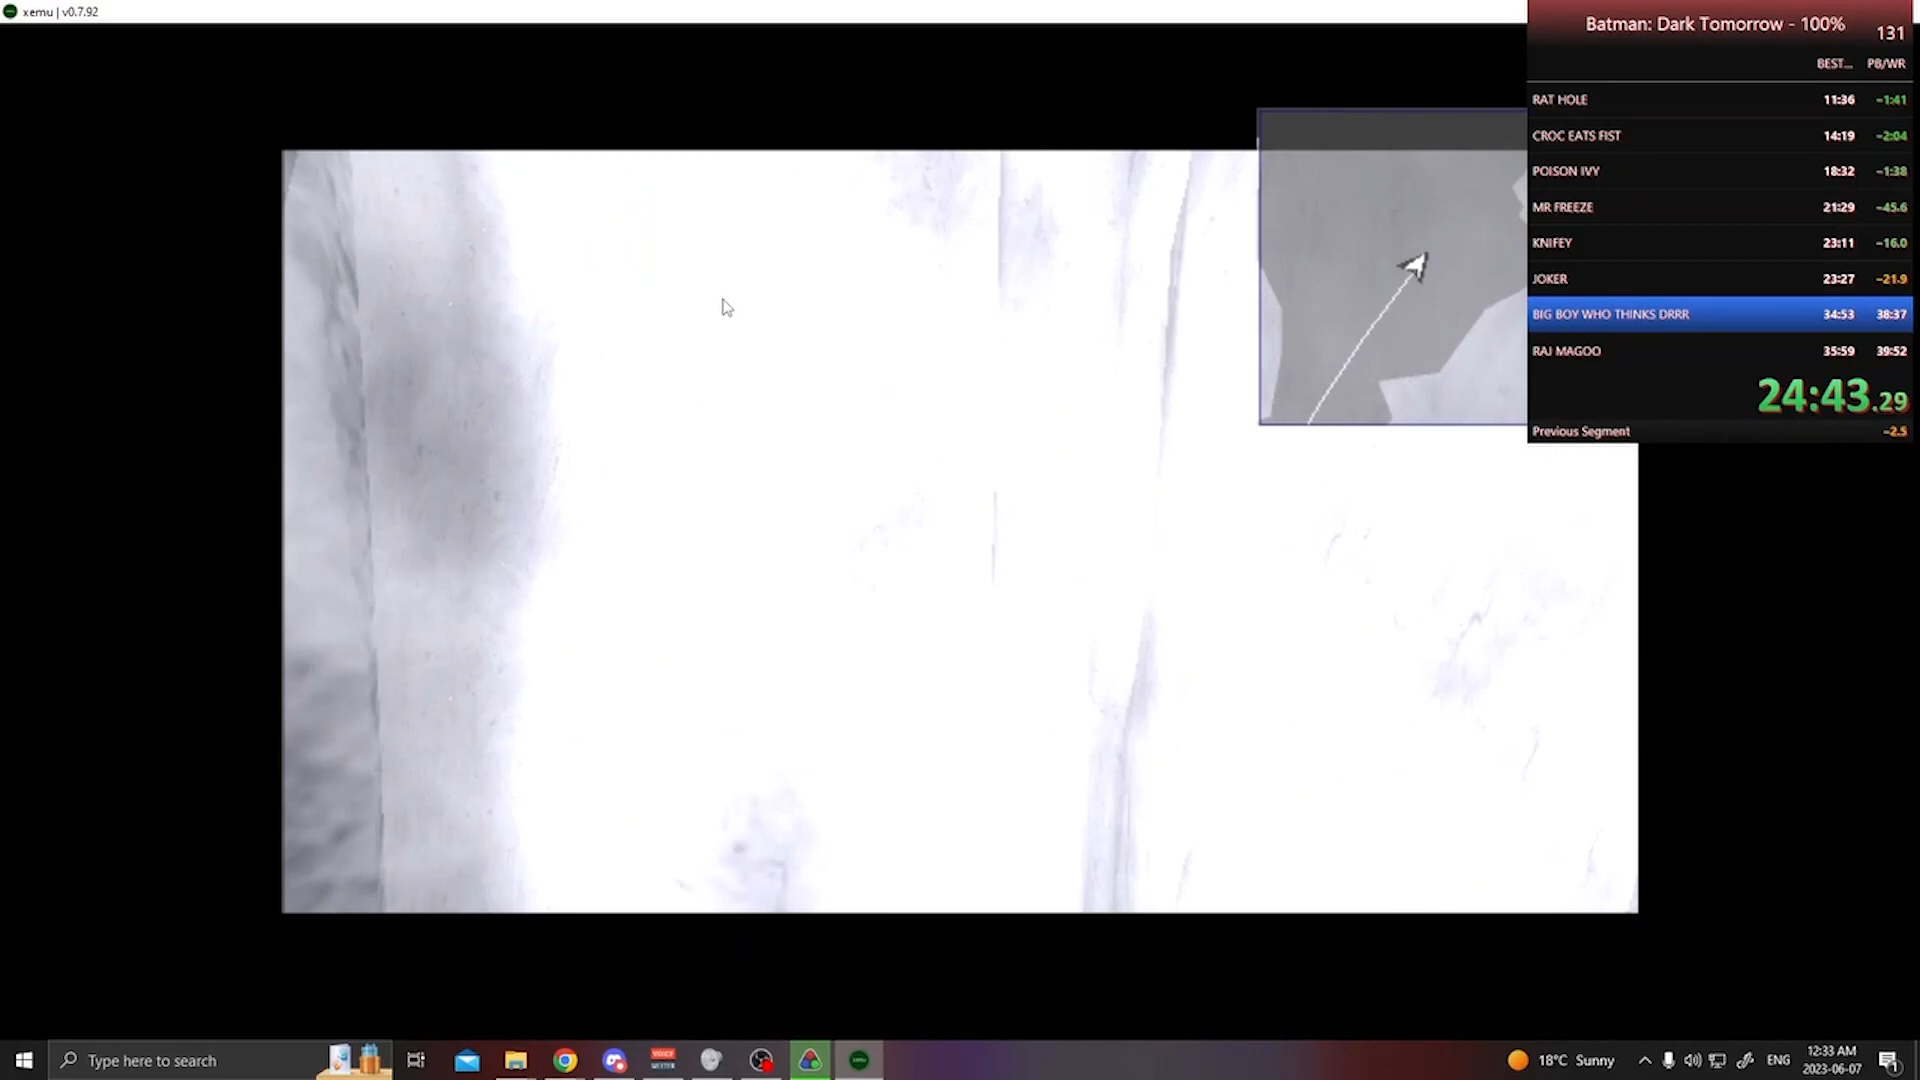 xemu | v0.7.92
Batman: Dark Tomorrow - 100%
131
BEST... PB/WR
RAT HOLE 11:36 -1:41
CROC EATS FIST 14:19 -2:04
POISON IVY 18:32 -1:38
MR FREEZE 21:29 -45.6
KNIFEY 23:11 -16.0
JOKER 23:27 -21.9
BIG BOY WHO THINKS DRRR 34:53 38:37
RAJ MAGOO 35:59 39:52
24:43.29
Previous Segment -2.5
Type here to search
18°C Sunny
ENG
12:33 AM
2023-06-07
1